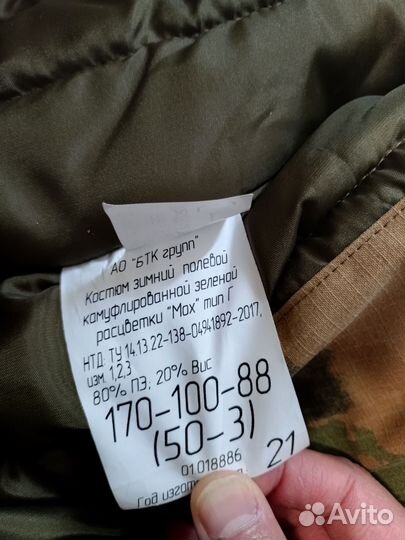 АО "БТК групп"
Костюм зимний полевой
камуфлированной зеленой
расцветки "Мох" тип Г
НТД: ТУ 14.13.22-138-04941892-2017,
изм. 1,2,3
80% ПЭ, 20% Вис
170-100-88
(50-3)
01.018886
21
Год
Avito